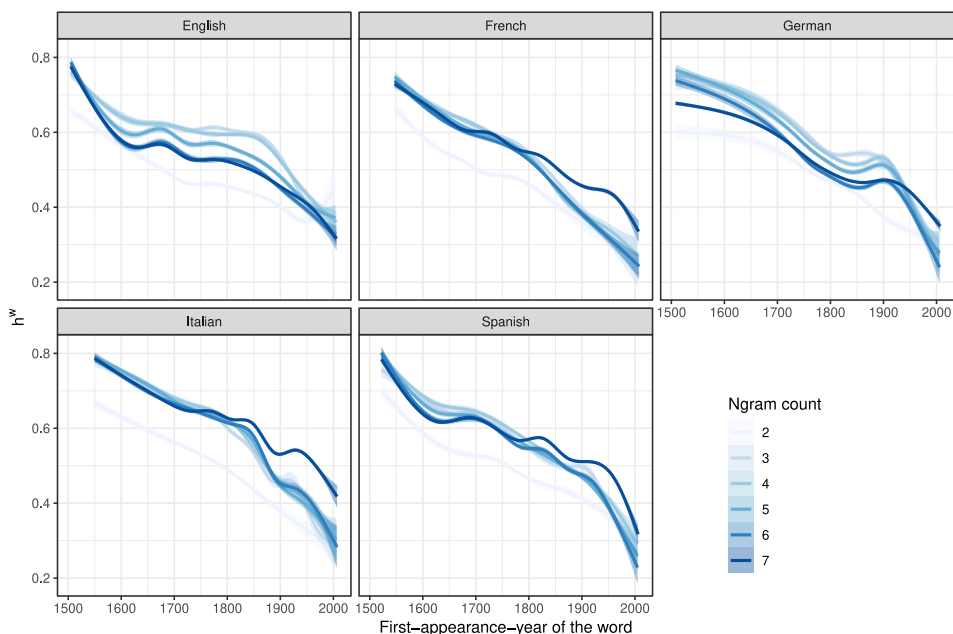 English
French
German
0.8
0.6
0.4
0.2
1500 1600 1700 1800 1900 2000
Italian
Spanish
0.8
0.6
0.4
0.2
1500 1600 1700 1800 1900 2000
1500 1600 1700 1800 1900 2000
h^w
First−appearance−year of the word
Ngram count
2
3
4
5
6
7